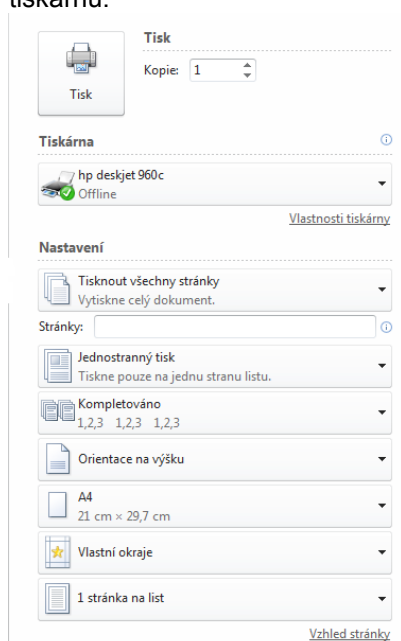 tiskárnu.
Tisk
Kopie: 1
Tisk
Tiskárna
hp deskjet 960c
Offline
Vlastnosti tiskárny
Nastavení
Tisknout všechny stránky
Vytiskne celý dokument.
Stránky:
Jednostranný tisk
Tiskne pouze na jednu stranu listu.
Kompletováno
1,2,3 1,2,3 1,2,3
Orientace na výšku
A4
21 cm × 29,7 cm
Vlastní okraje
1 stránka na list
Vzhled stránky